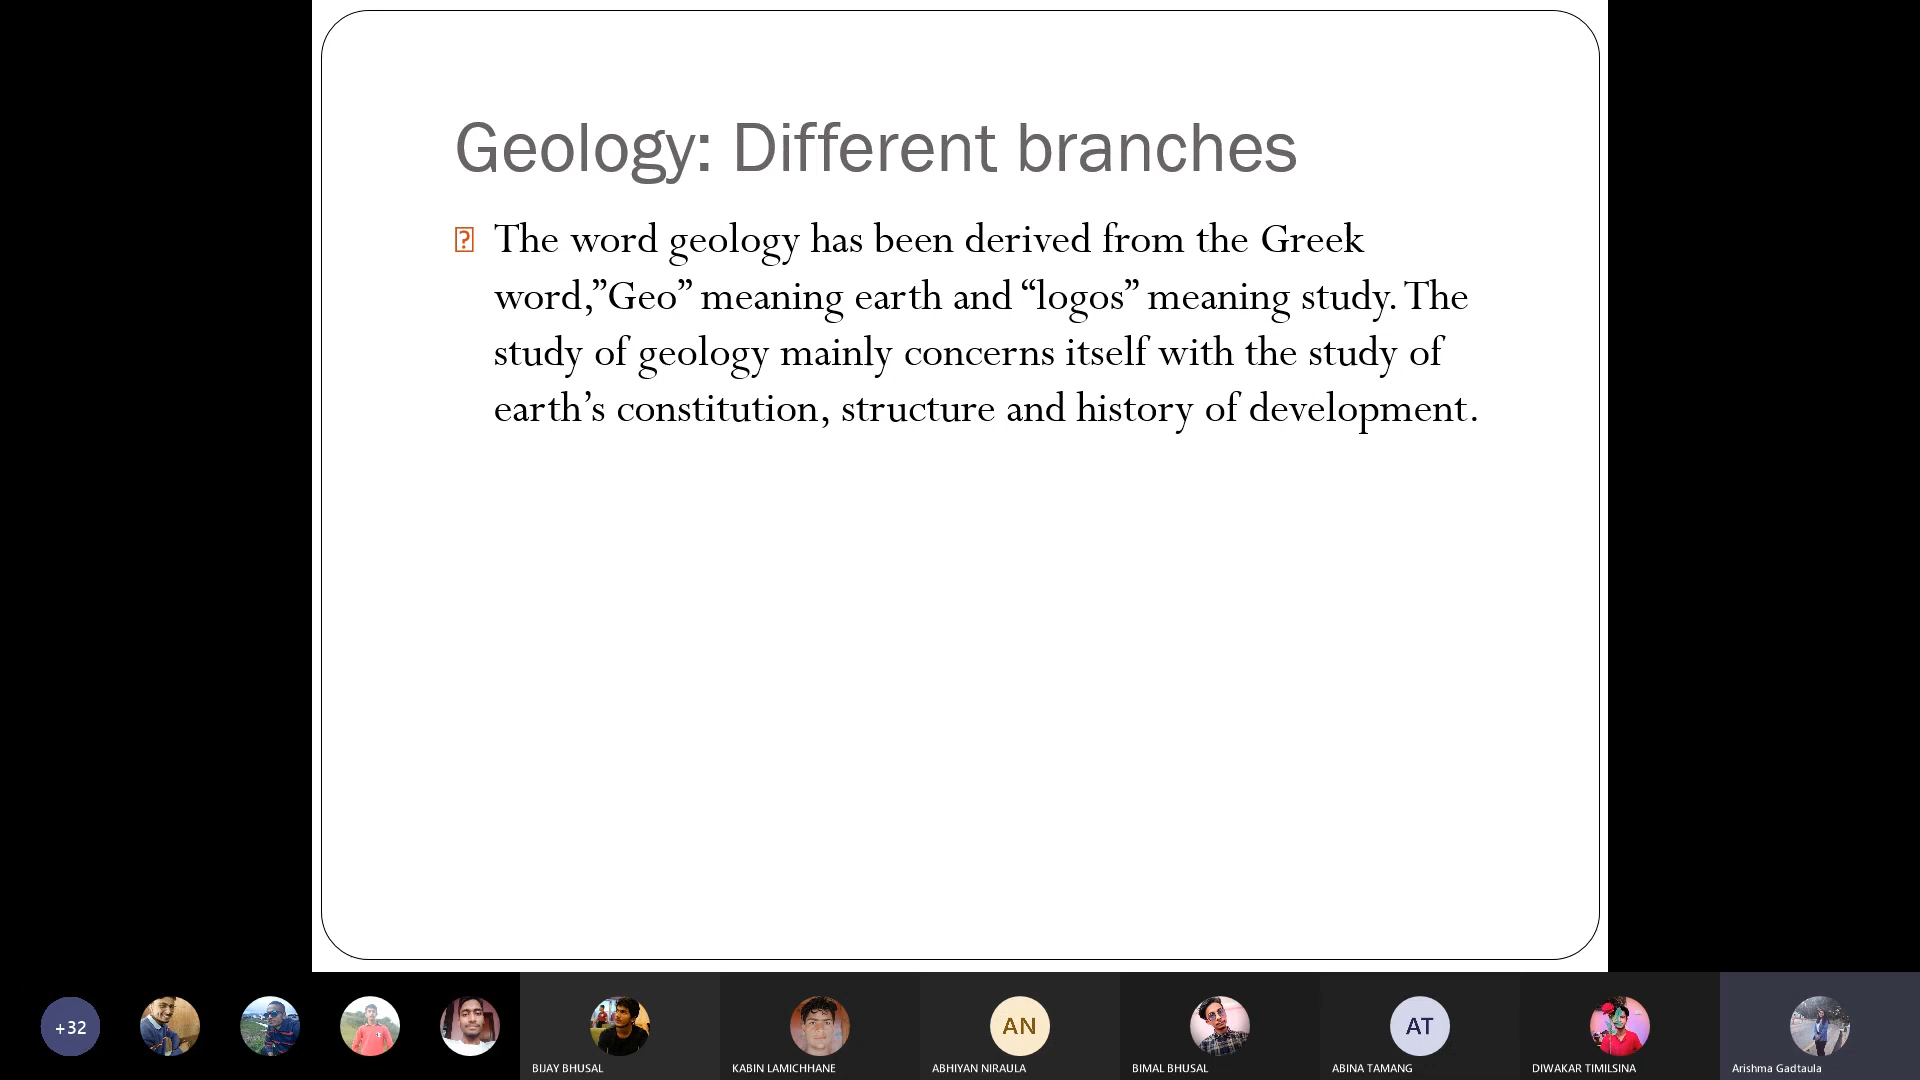 Geology: Different branches
The word geology has been derived from the Greek
word,”Geo” meaning earth and “logos” meaning study. The
study of geology mainly concerns itself with the study of
earth’s constitution, structure and history of development.
+32
AN
AT
BIJAY BHUSAL
KABIN LAMICHHANE
ABHIYAN NIRAULA
BIMAL BHUSAL
ABINA TAMANG
DIWAKAR TIMILSINA
Arishma Gadtaula